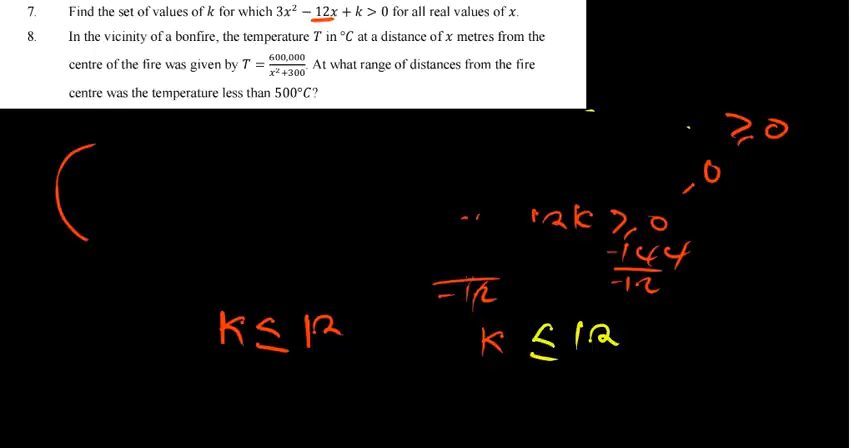 7. Find the set of values of k for which 3x² − 12x + k > 0 for all real values of x.
8. In the vicinity of a bonfire, the temperature T in °C at a distance of x metres from the
centre of the fire was given by T = 600,000/(x²+300). At what range of distances from the fire
centre was the temperature less than 500°C?
≥ 0
, 0
12k ≥ 0
-144
-12
-12
K ≤ 12
K ≤ 12